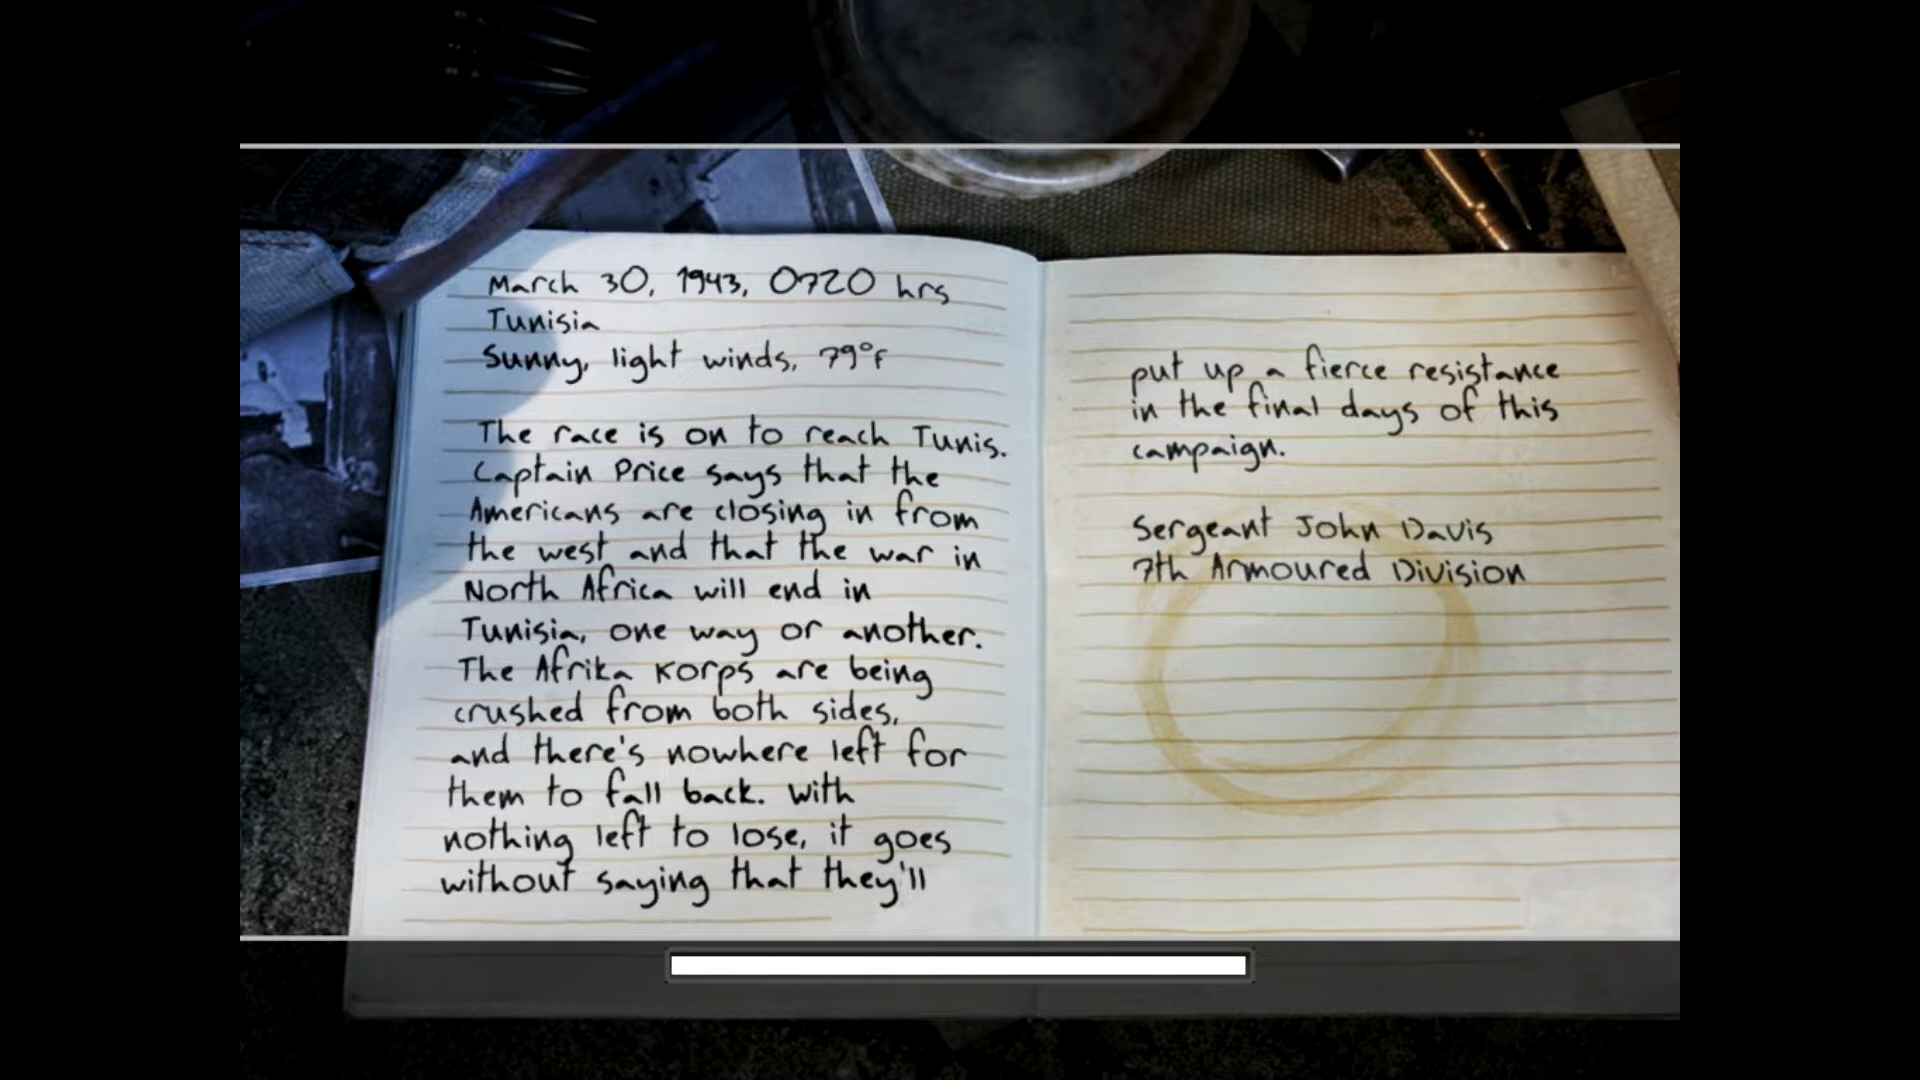 March 30, 1943, 0720 hrs
Tunisia
Sunny, light winds, 79°F
The race is on to reach Tunis.
Captain Price says that the
Americans are closing in from
the west and that the war in
North Africa will end in
Tunisia, one way or another.
The Afrika Korps are being
crushed from both sides,
and there's nowhere left for
them to fall back. With
nothing left to lose, it goes
without saying that they'll
put up a fierce resistance
in the final days of this
campaign.
Sergeant John Davis
7th Armoured Division